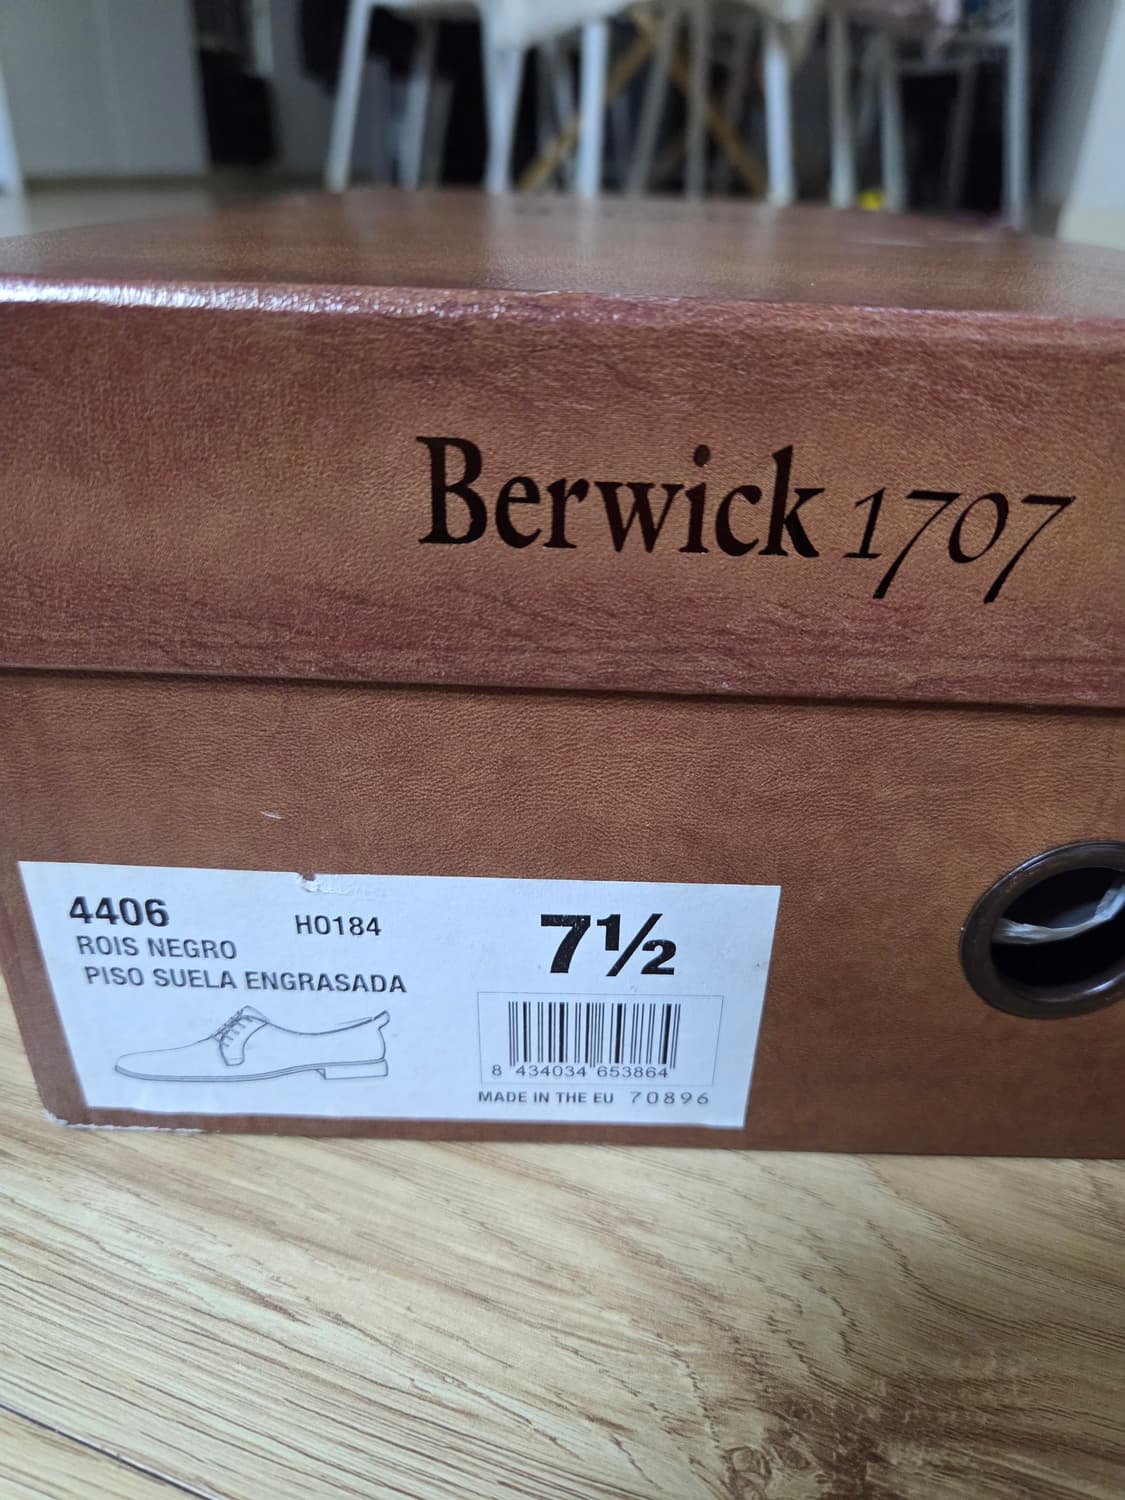 Berwick 1707
4406
H0184
7½
ROIS NEGRO
PISO SUELA ENGRASADA
8 434034 653864
MADE IN THE EU 70896